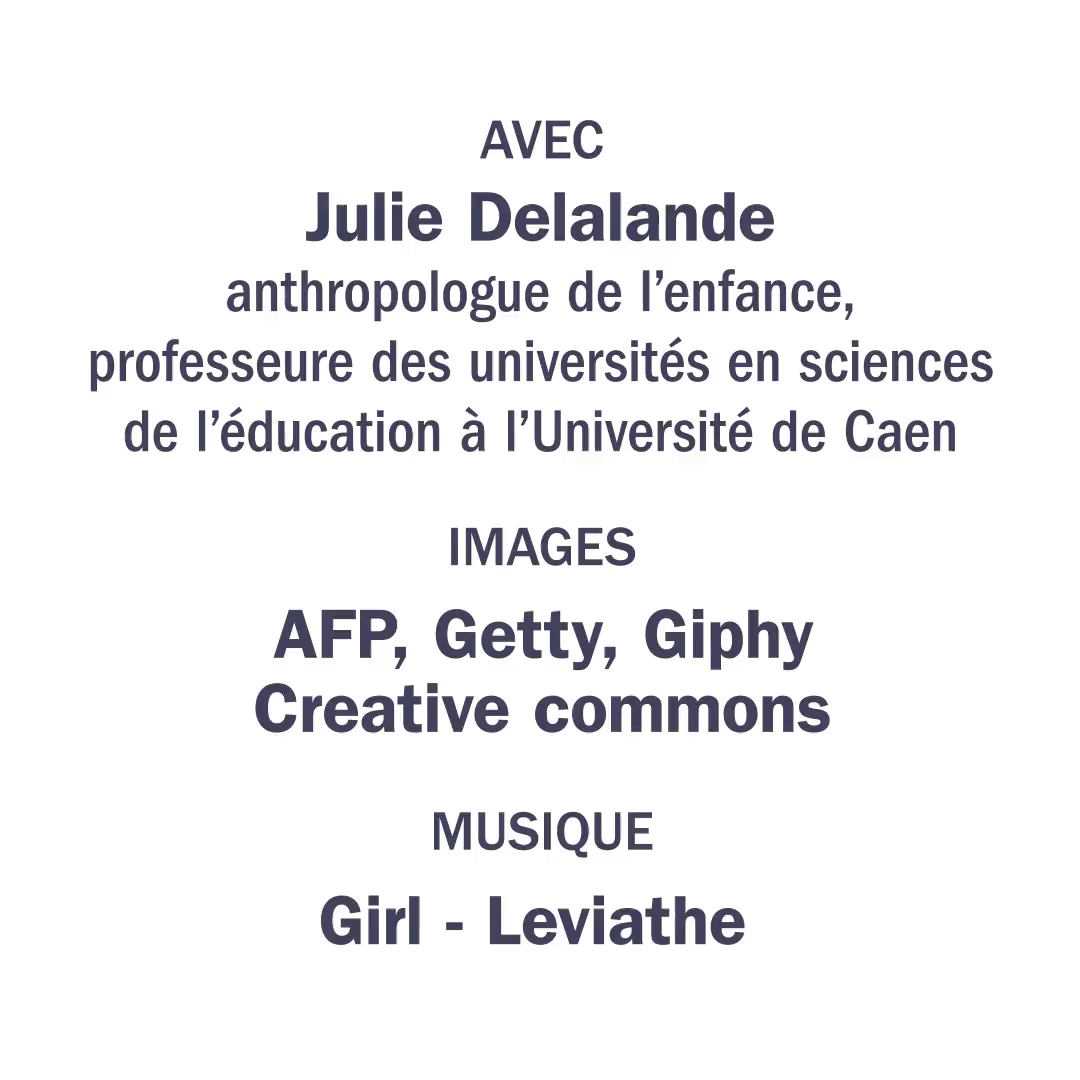 AVEC
Julie Delalande
anthropologue de l’enfance,
professeure des universités en sciences
de l’éducation à l’Université de Caen
IMAGES
AFP, Getty, Giphy
Creative commons
MUSIQUE
Girl - Leviathe